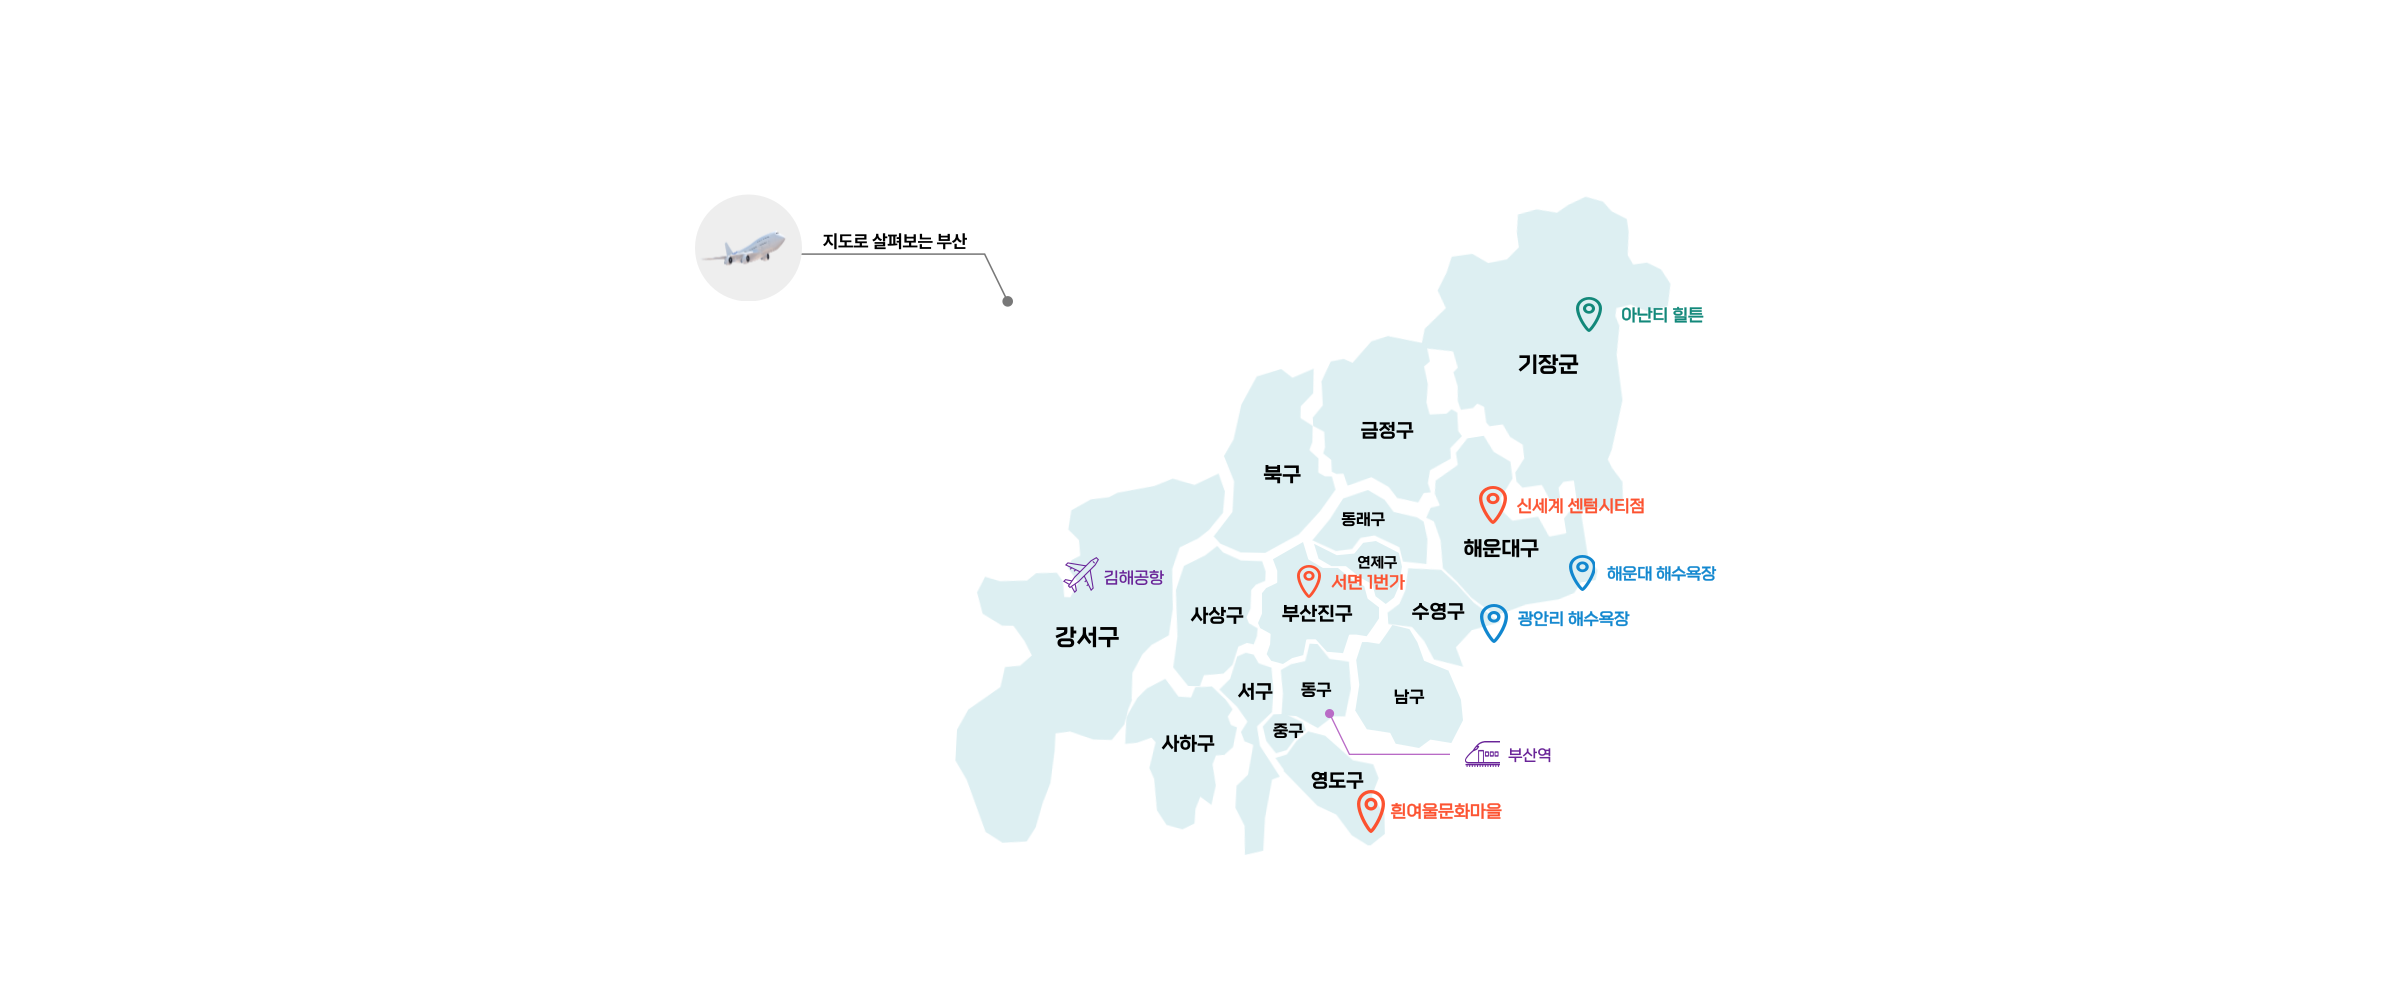 지도로 살펴보는 부산
아난티 힐튼
기장군
금정구
북구
신세계 센텀시티점
동래구
해운대구
연제구
해운대 해수욕장
김해공항
서면 1번가
수영구
부산진구
사상구
광안리 해수욕장
강서구
서구
동구
남구
중구
사하구
부산역
영도구
흰여울문화마을